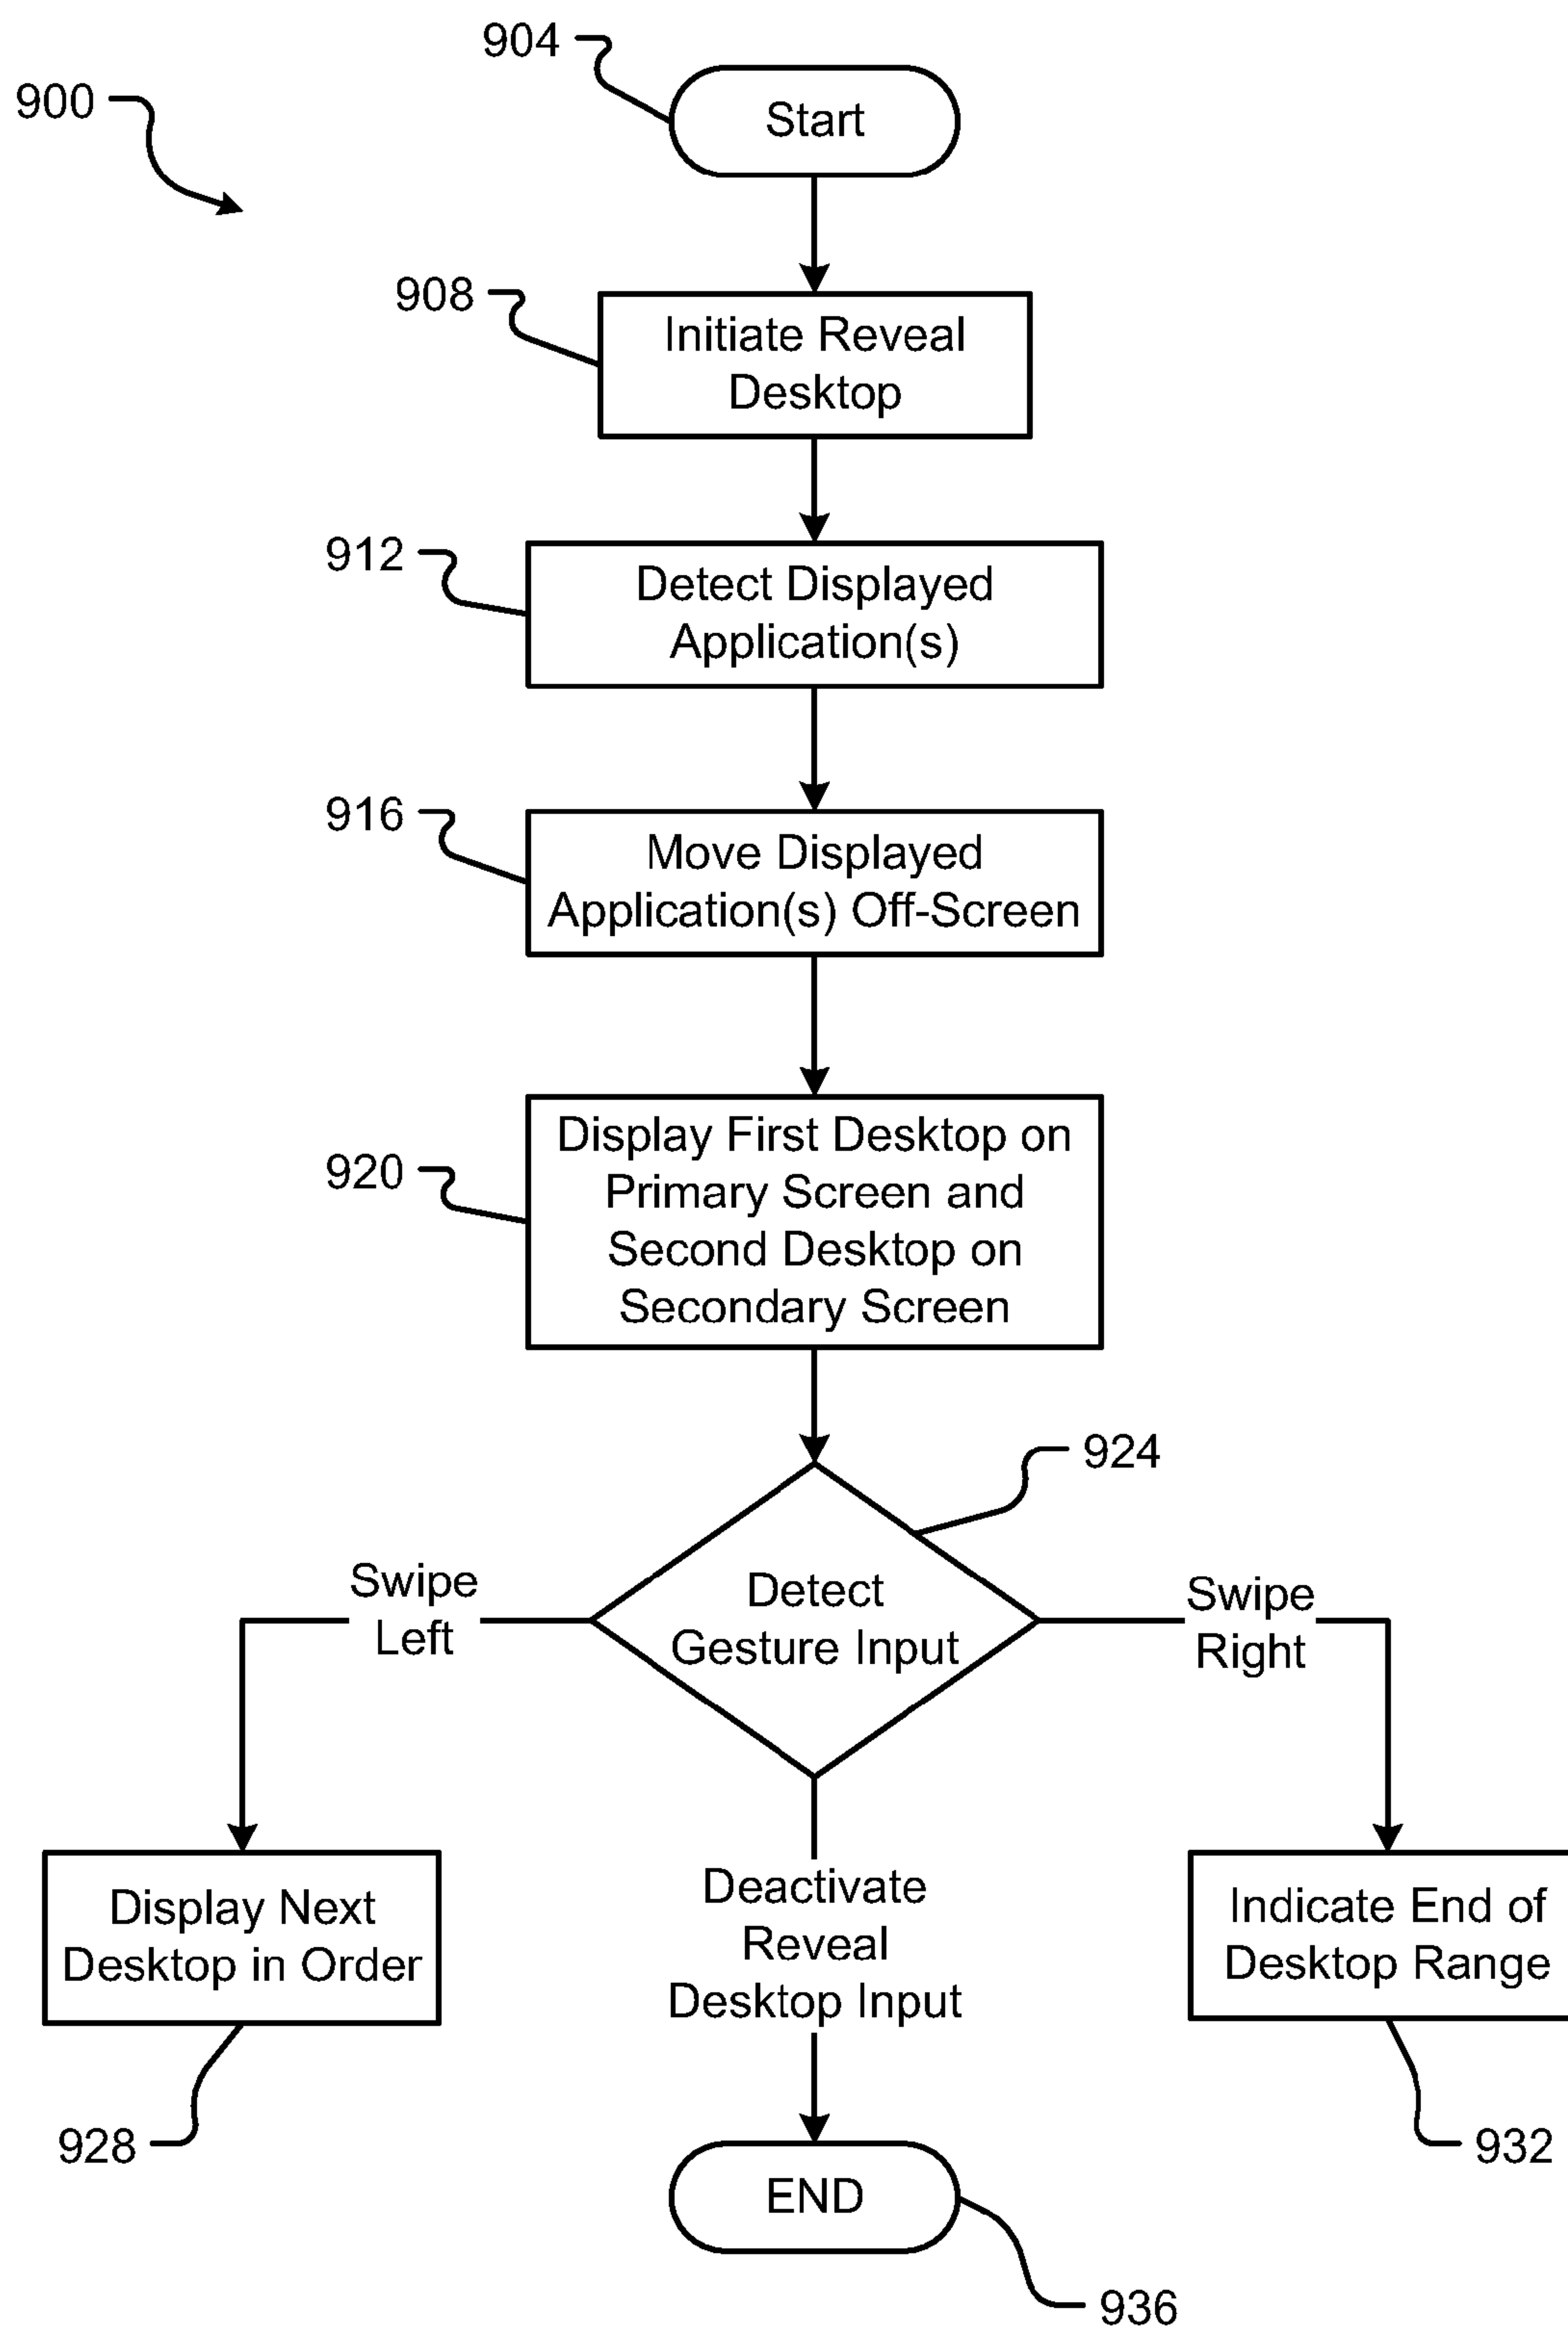 904
Start
900
908
Initiate Reveal
Desktop
912
Detect Displayed
Application(s)
916
Move Displayed
Application(s) Off-Screen
920
Display First Desktop on
Primary Screen and
Second Desktop on
Secondary Screen
924
Detect
Gesture Input
Swipe
Left
Swipe
Right
Display Next
Desktop in Order
928
Deactivate
Reveal
Desktop Input
Indicate End of
Desktop Range
932
END
936